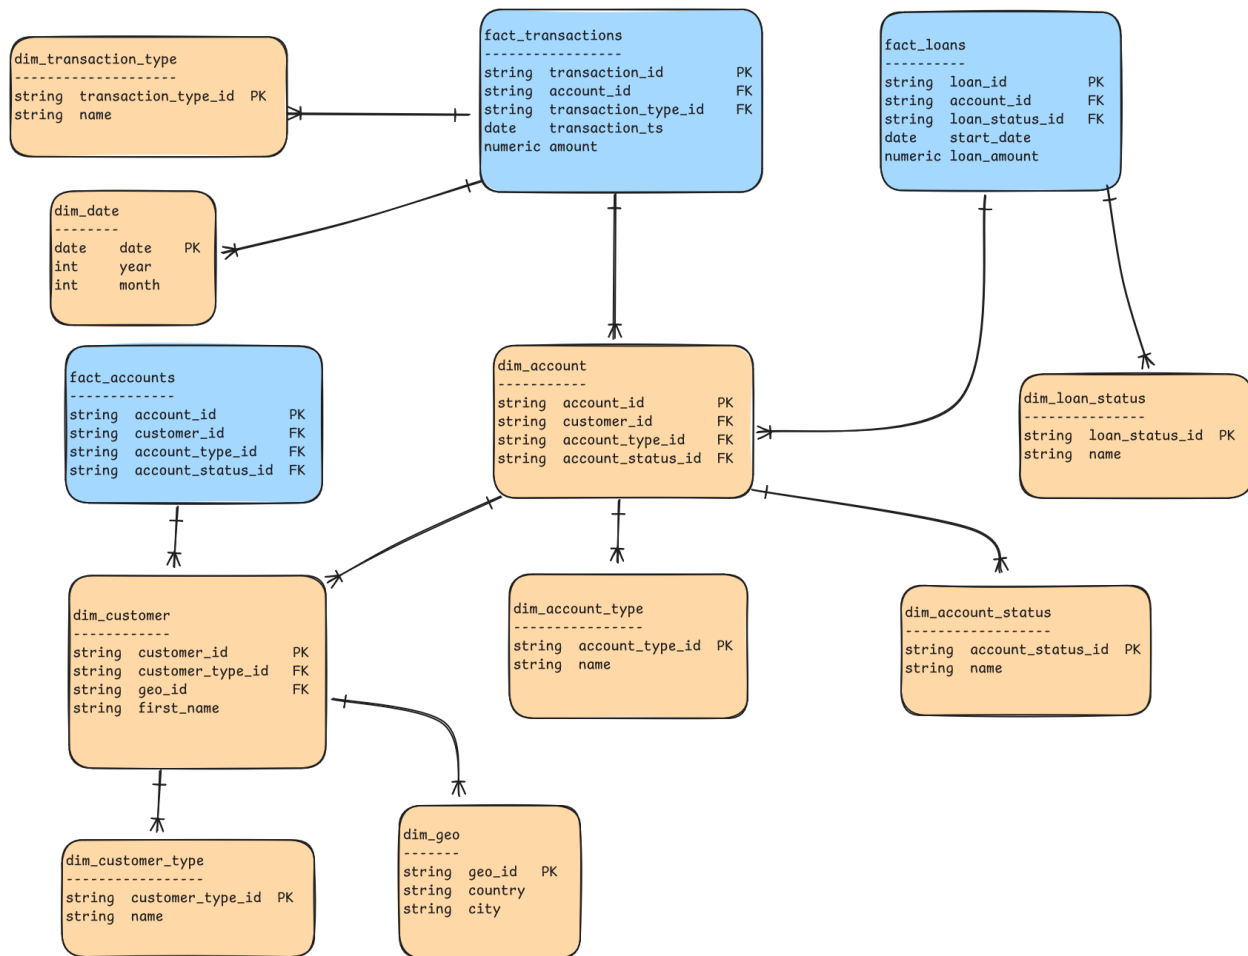 dim_transaction_type
--------------------
string  transaction_type_id  PK
string  name
fact_transactions
-----------------
string  transaction_id  PK
string  account_id  FK
string  transaction_type_id  FK
date  transaction_ts
numeric  amount
fact_loans
----------
string  loan_id  PK
string  account_id  FK
string  loan_status_id  FK
date  start_date
numeric  loan_amount
dim_date
--------
date  date  PK
int  year
int  month
fact_accounts
-------------
string  account_id  PK
string  customer_id  FK
string  account_type_id  FK
string  account_status_id  FK
dim_account
-----------
string  account_id  PK
string  customer_id  FK
string  account_type_id  FK
string  account_status_id  FK
dim_loan_status
---------------
string  loan_status_id  PK
string  name
dim_customer
------------
string  customer_id  PK
string  customer_type_id  FK
string  geo_id  FK
string  first_name
dim_account_type
----------------
string  account_type_id  PK
string  name
dim_account_status
------------------
string  account_status_id  PK
string  name
dim_customer_type
-----------------
string  customer_type_id  PK
string  name
dim_geo
-------
string  geo_id  PK
string  country
string  city